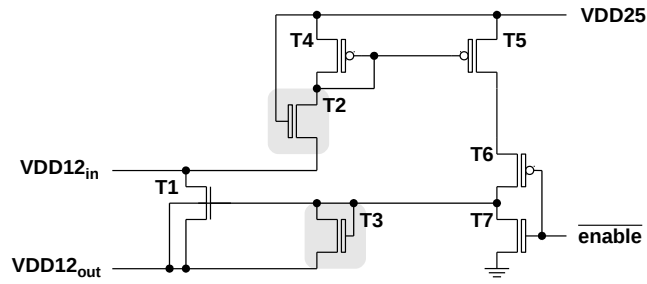 VDD25
T4
T5
T2
T6
VDD12in
T1
T3
T7
enable
VDD12out